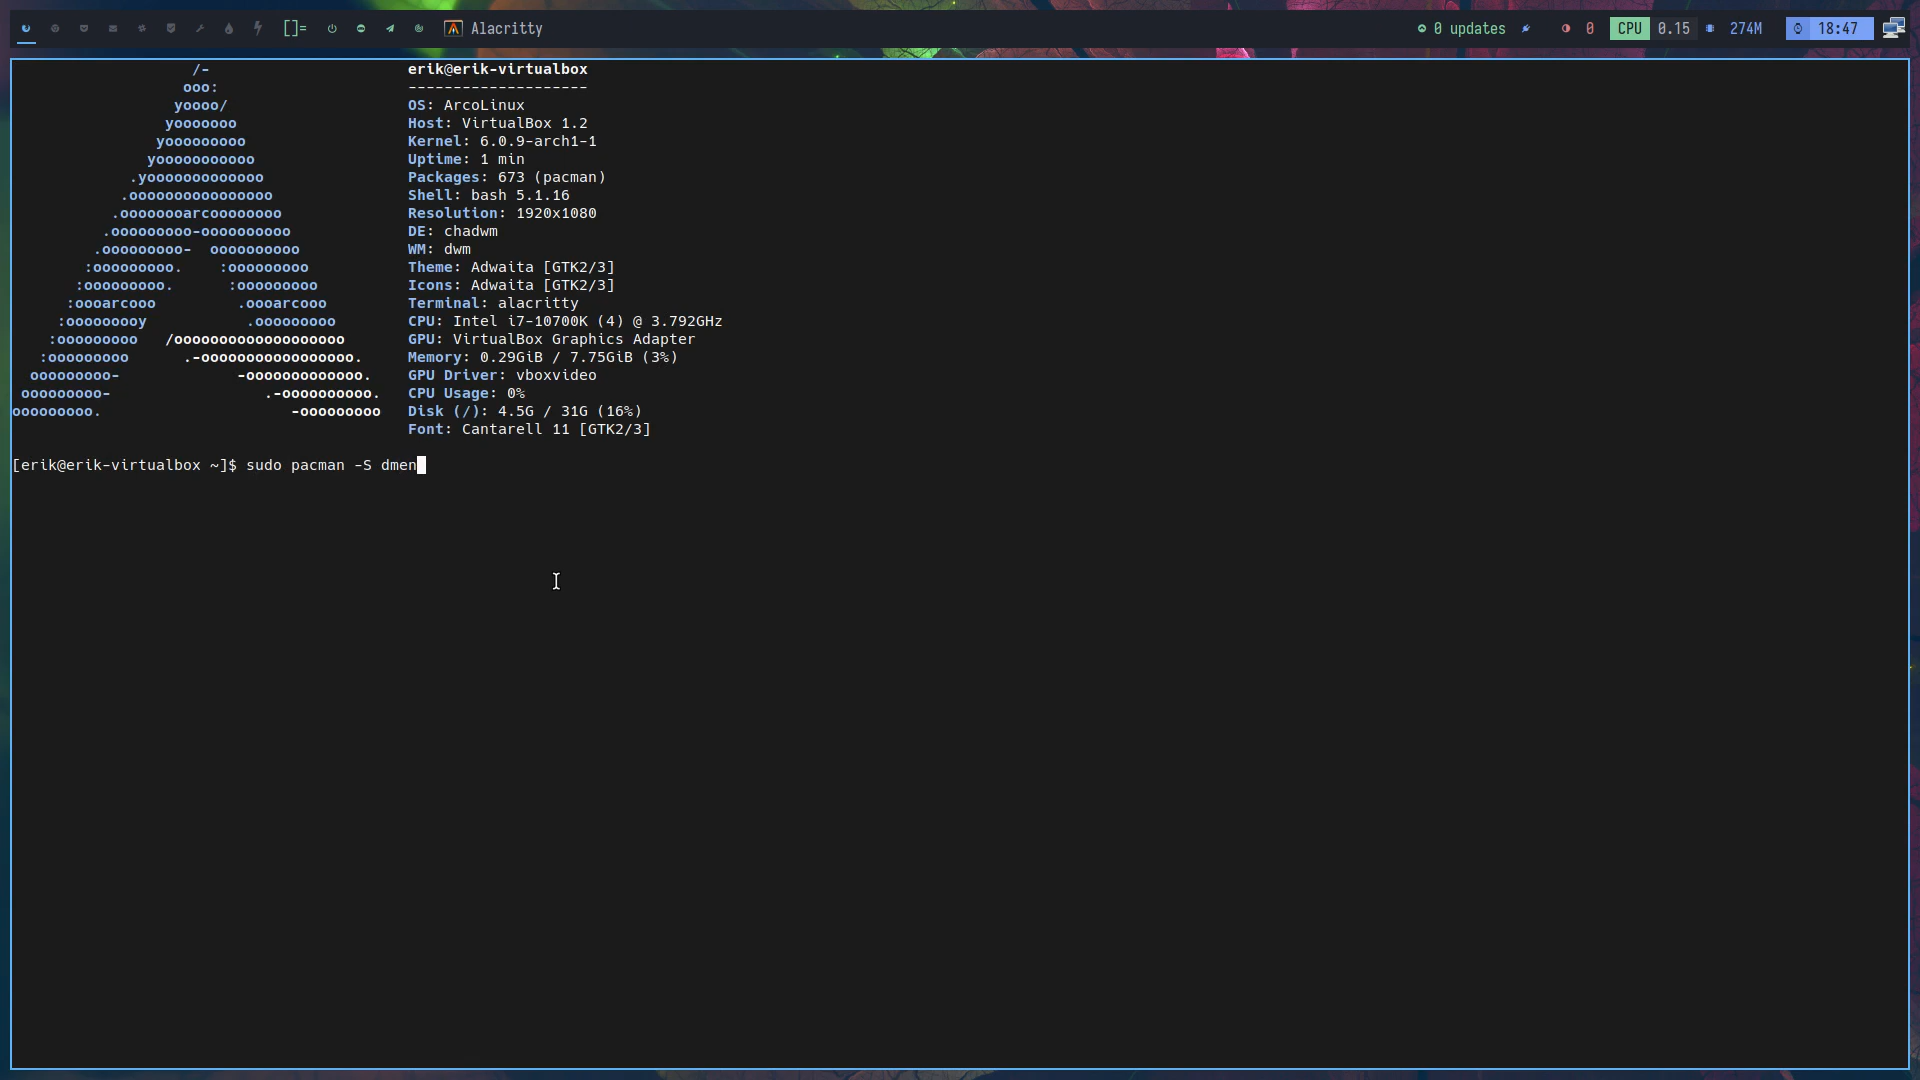 []= Alacritty 0 updates 0 CPU 0.15 274M 18:47
/- erik@erik-virtualbox
ooo: --------------------
yoooo/ OS: ArcoLinux
yooooooo Host: VirtualBox 1.2
yooooooooo Kernel: 6.0.9-arch1-1
yooooooooooo Uptime: 1 min
.yooooooooooooo Packages: 673 (pacman)
.oooooooooooooooo Shell: bash 5.1.16
.oooooooarcoooooooo Resolution: 1920x1080
.ooooooooo-oooooooooo DE: chadwm
.ooooooooo- oooooooooo WM: dwm
:ooooooooo. :ooooooooo Theme: Adwaita [GTK2/3]
:ooooooooo. :ooooooooo Icons: Adwaita [GTK2/3]
:oooarcooo .oooarcooo Terminal: alacritty
:ooooooooy .ooooooooo CPU: Intel i7-10700K (4) @ 3.792GHz
:ooooooooo /ooooooooooooooooooo GPU: VirtualBox Graphics Adapter
:ooooooooo .-ooooooooooooooooo. Memory: 0.29GiB / 7.75GiB (3%)
ooooooooo- -ooooooooooooo. GPU Driver: vboxvideo
ooooooooo- .-oooooooooo. CPU Usage: 0%
ooooooooo. -ooooooooo Disk (/): 4.5G / 31G (16%)
Font: Cantarell 11 [GTK2/3]
[erik@erik-virtualbox ~]$ sudo pacman -S dmen